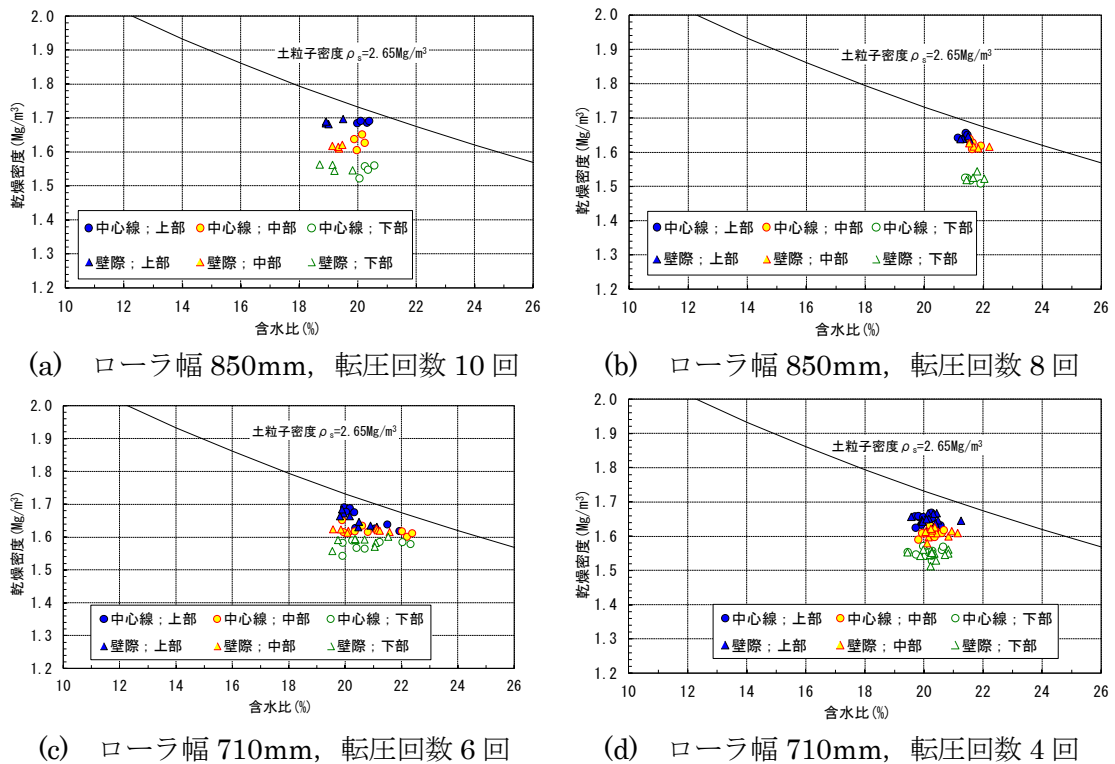 2.0
1.9
1.8
1.7
1.6
1.5
1.4
1.3
1.2
乾燥密度(Mg/m³)
土粒子密度ρs=2.65Mg/m³
中心線；上部 中心線；中部 中心線；下部
壁際；上部 壁際；中部 壁際；下部
10 12 14 16 18 20 22 24 26
含水比(%)
(a) ローラ幅 850mm，転圧回数 10 回
2.0
1.9
1.8
1.7
1.6
1.5
1.4
1.3
1.2
乾燥密度(Mg/m³)
土粒子密度ρs=2.65Mg/m³
中心線；上部 中心線；中部 中心線；下部
壁際；上部 壁際；中部 壁際；下部
10 12 14 16 18 20 22 24 26
含水比(%)
(b) ローラ幅 850mm，転圧回数 8 回
2.0
1.9
1.8
1.7
1.6
1.5
1.4
1.3
1.2
乾燥密度(Mg/m³)
土粒子密度ρs=2.65Mg/m³
中心線；上部 中心線；中部 中心線；下部
壁際；上部 壁際；中部 壁際；下部
10 12 14 16 18 20 22 24 26
含水比(%)
(c) ローラ幅 710mm，転圧回数 6 回
2.0
1.9
1.8
1.7
1.6
1.5
1.4
1.3
1.2
乾燥密度(Mg/m³)
土粒子密度ρs=2.65Mg/m³
中心線；上部 中心線；中部 中心線；下部
壁際；上部 壁際；中部 壁際；下部
10 12 14 16 18 20 22 24 26
含水比(%)
(d) ローラ幅 710mm，転圧回数 4 回